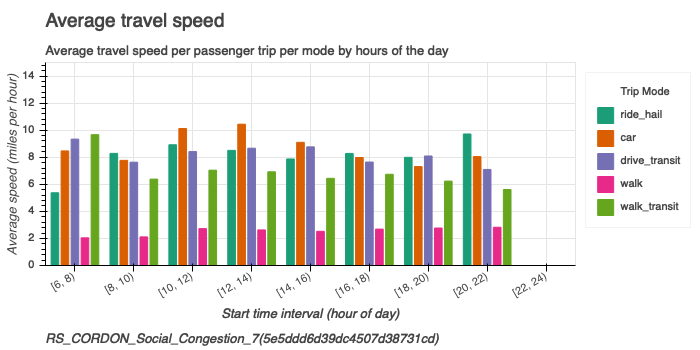 Average travel speed
Average travel speed per passenger trip per mode by hours of the day
Average speed (miles per hour)
14
12
10
8
6
4
2
0
[6, 8)
[8, 10)
[10, 12)
[12, 14)
[14, 16)
[16, 18)
[18, 20)
[20, 22)
[22, 24)
Start time interval (hour of day)
Trip Mode
ride_hail
car
drive_transit
walk
walk_transit
RS_CORDON_Social_Congestion_7(5e5ddd6d39dc4507d38731cd)